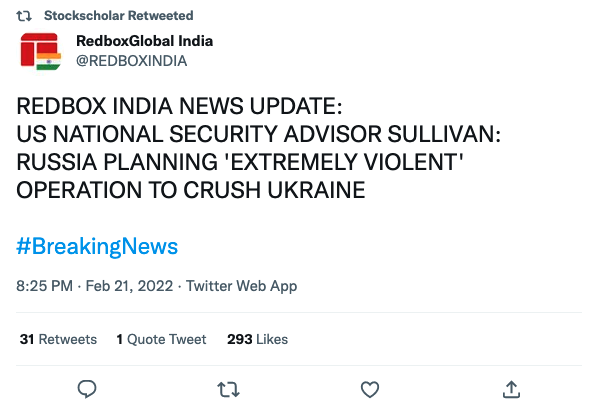 Stockscholar Retweeted
RedboxGlobal India
@REDBOXINDIA
REDBOX INDIA NEWS UPDATE:
US NATIONAL SECURITY ADVISOR SULLIVAN:
RUSSIA PLANNING 'EXTREMELY VIOLENT'
OPERATION TO CRUSH UKRAINE
#BreakingNews
8:25 PM · Feb 21, 2022 · Twitter Web App
31 Retweets 1 Quote Tweet 293 Likes